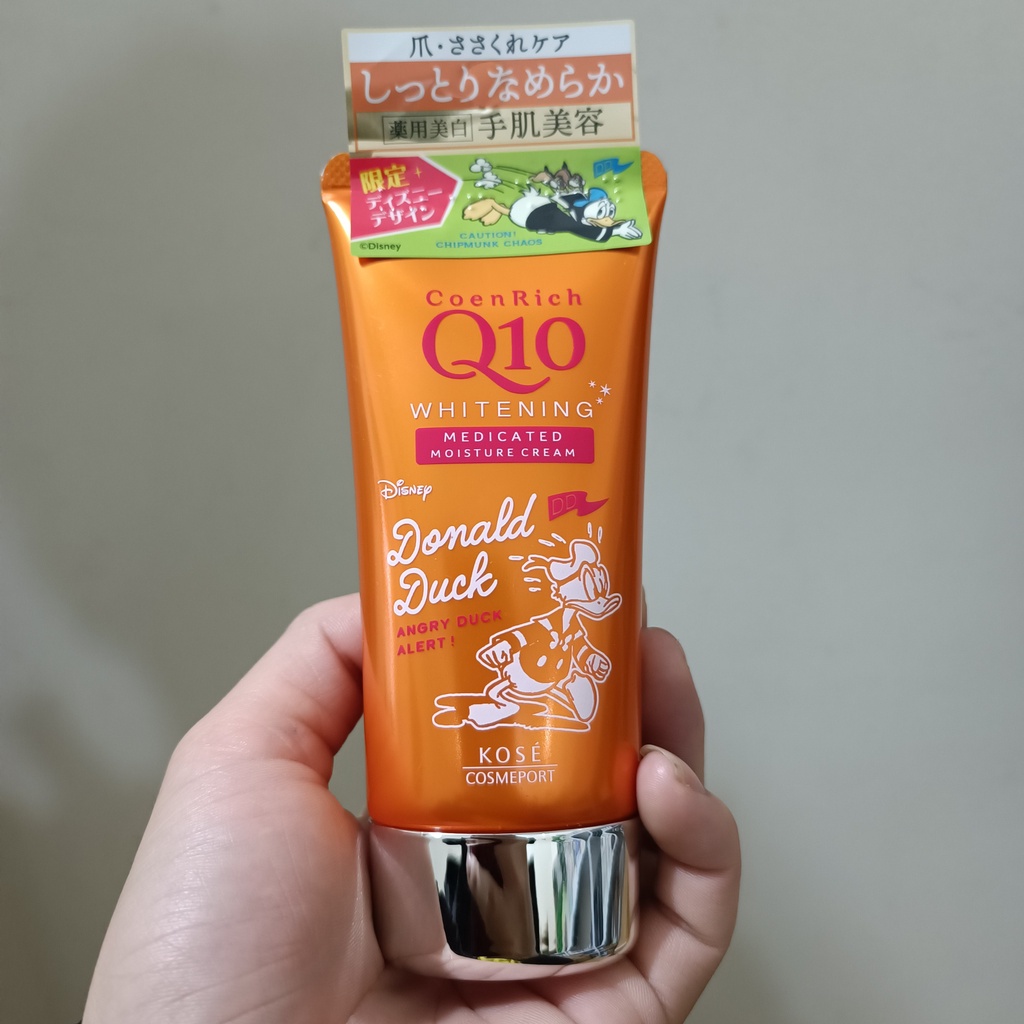 爪・ささくれケア
しっとりなめらか
薬用美白 手肌美容
限定
ディズニー
デザイン
DD
©Disney
CAUTION!
CHIPMUNK CHAOS
CoenRich
Q10
WHITENING
MEDICATED
MOISTURE CREAM
Disney
DD
Donald
Duck
ANGRY DUCK
ALERT!
KOSÉ
COSMEPORT